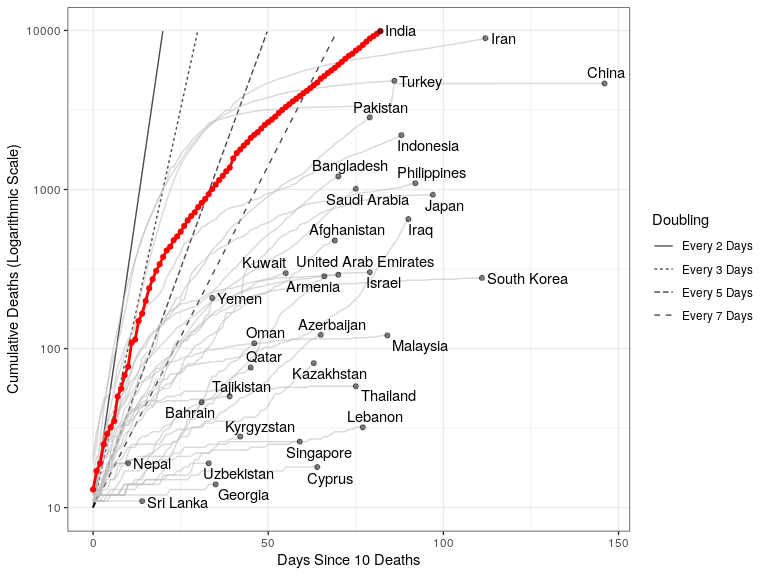 10000
1000
100
10
Cumulative Deaths (Logarithmic Scale)
India
Iran
China
Turkey
Pakistan
Indonesia
Bangladesh
Philippines
Saudi Arabia
Japan
Afghanistan
Iraq
Kuwait
United Arab Emirates
South Korea
Armenia
Israel
Yemen
Azerbaijan
Oman
Malaysia
Qatar
Kazakhstan
Tajikistan
Thailand
Bahrain
Lebanon
Kyrgyzstan
Singapore
Nepal
Uzbekistan
Cyprus
Georgia
Sri Lanka
0
50
100
150
Days Since 10 Deaths
Doubling
Every 2 Days
Every 3 Days
Every 5 Days
Every 7 Days